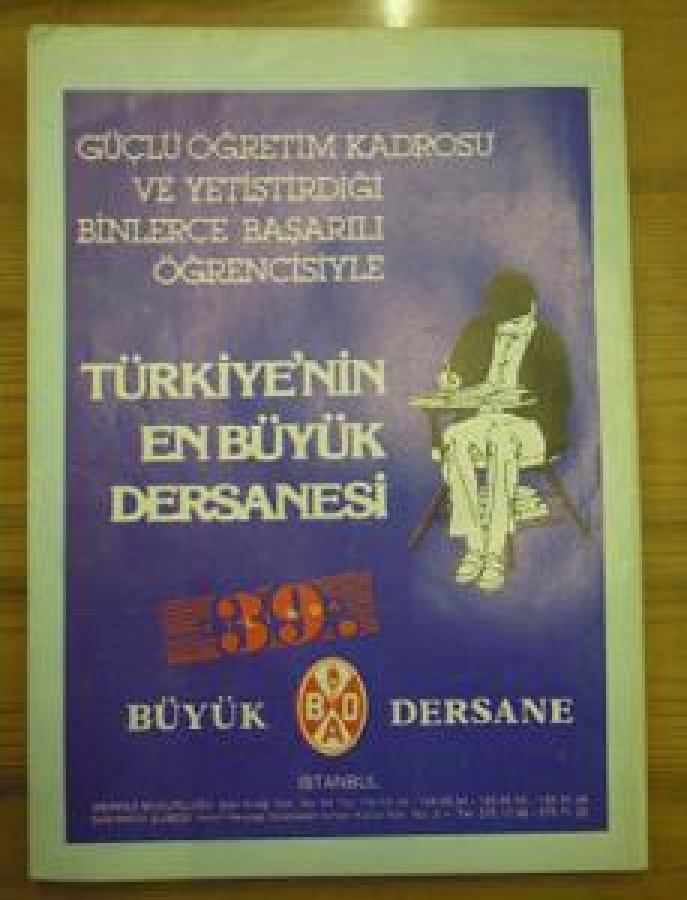 GÜÇLÜ ÖĞRETİM KADROSU
VE YETİŞTİRDİĞİ
BİNLERCE BAŞARILI
ÖĞRENCİSİYLE
TÜRKİYE'NİN
EN BÜYÜK
DERSANESİ
39.
BÜYÜK
B
D
A
DERSANE
İSTANBUL